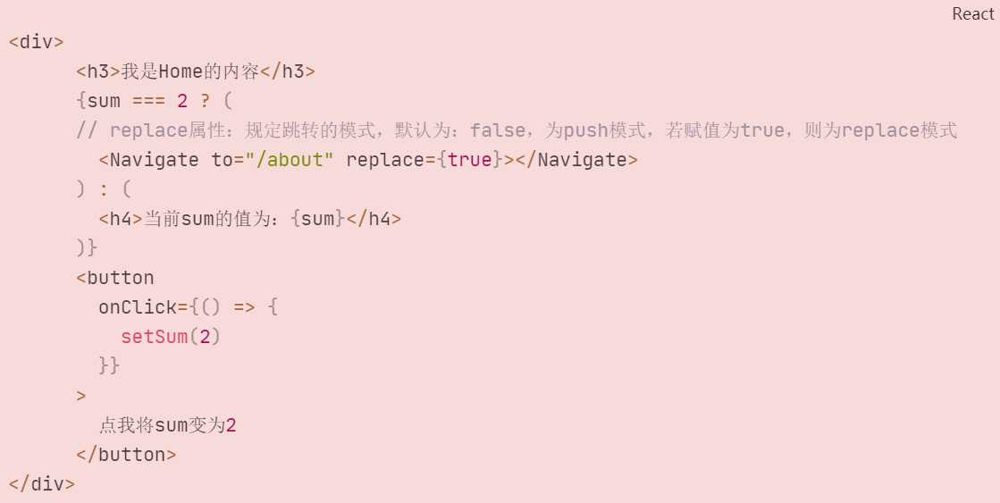 React
<div>
<h3>我是Home的内容</h3>
{sum === 2 ? (
// replace属性：规定跳转的模式，默认为：false，为push模式，若赋值为true，则为replace模式
<Navigate to="/about" replace={true}></Navigate>
) : (
<h4>当前sum的值为：{sum}</h4>
)}
<button
onClick={() => {
setSum(2)
}}
>
点我将sum变为2
</button>
</div>